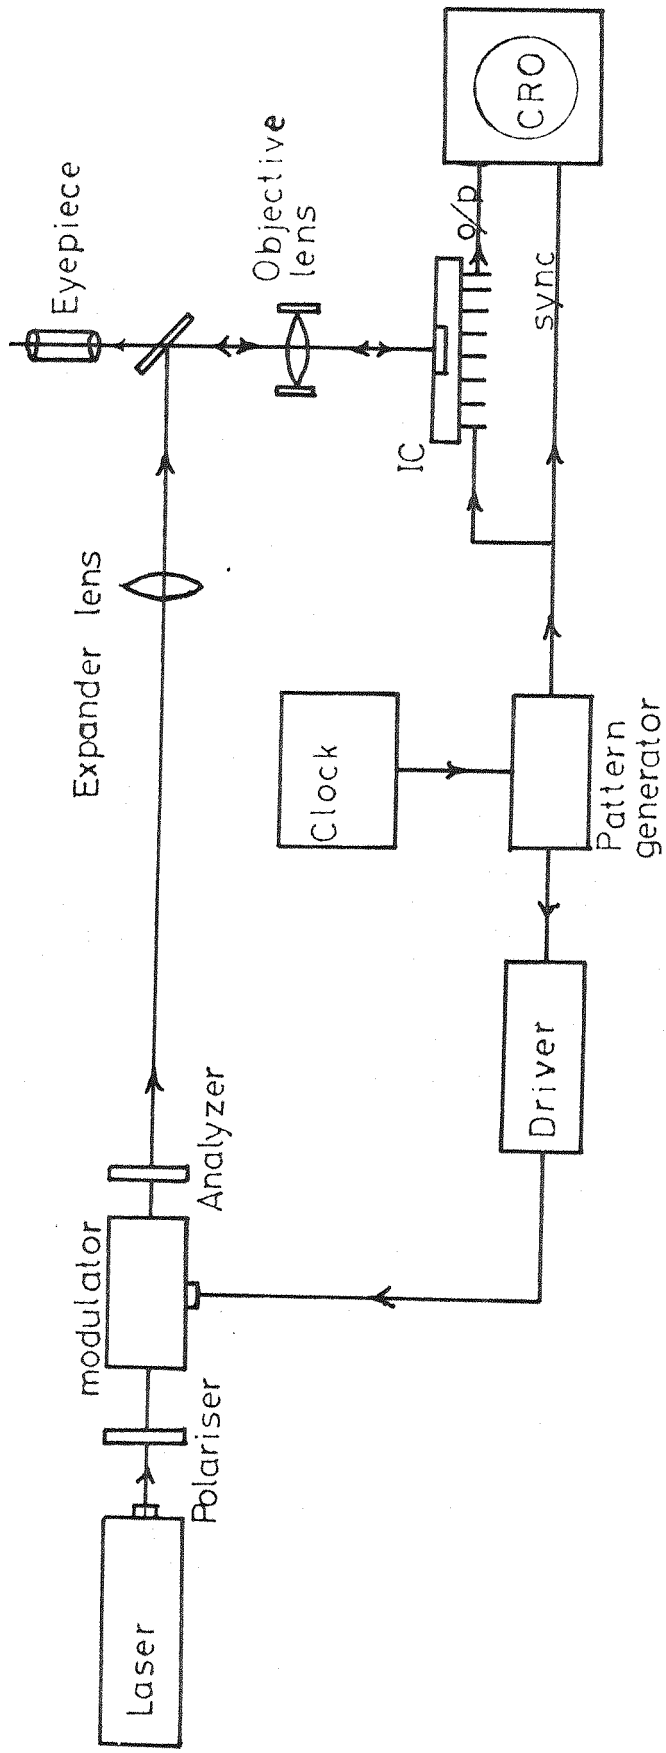 Laser
Polariser
modulator
Analyzer
Expander lens
Eyepiece
Objective
lens
IC
o/p
sync
CRO
Clock
Pattern
generator
Driver